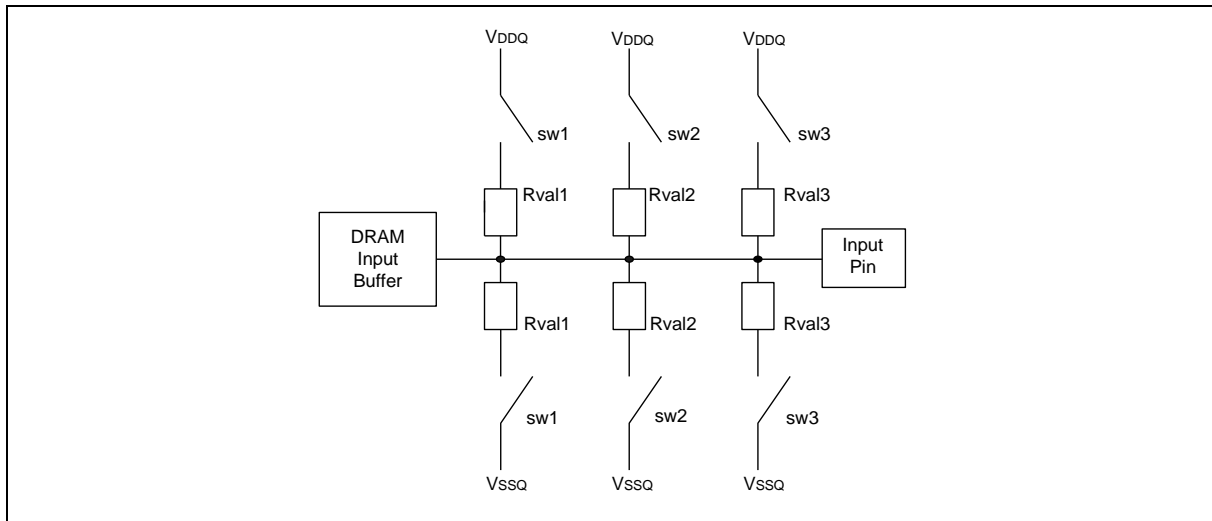 VDDQ VDDQ VDDQ
sw1 sw2 sw3
Rval1 Rval2 Rval3
DRAM
Input
Buffer
Input
Pin
Rval1 Rval2 Rval3
sw1 sw2 sw3
VSSQ VSSQ VSSQ